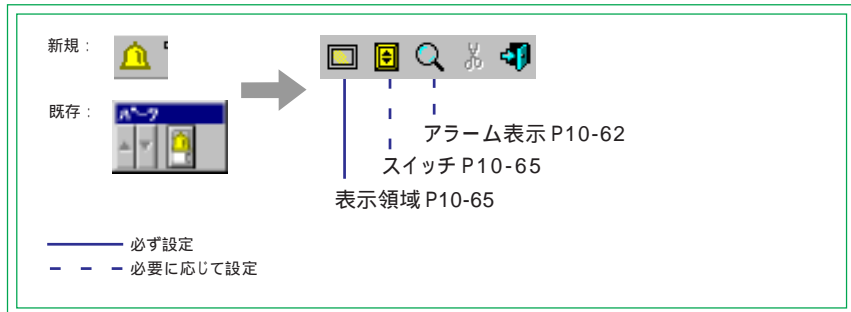 新規：
既存：
パーツ
アラーム表示 P10-62
スイッチ P10-65
表示領域 P10-65
必ず設定
必要に応じて設定